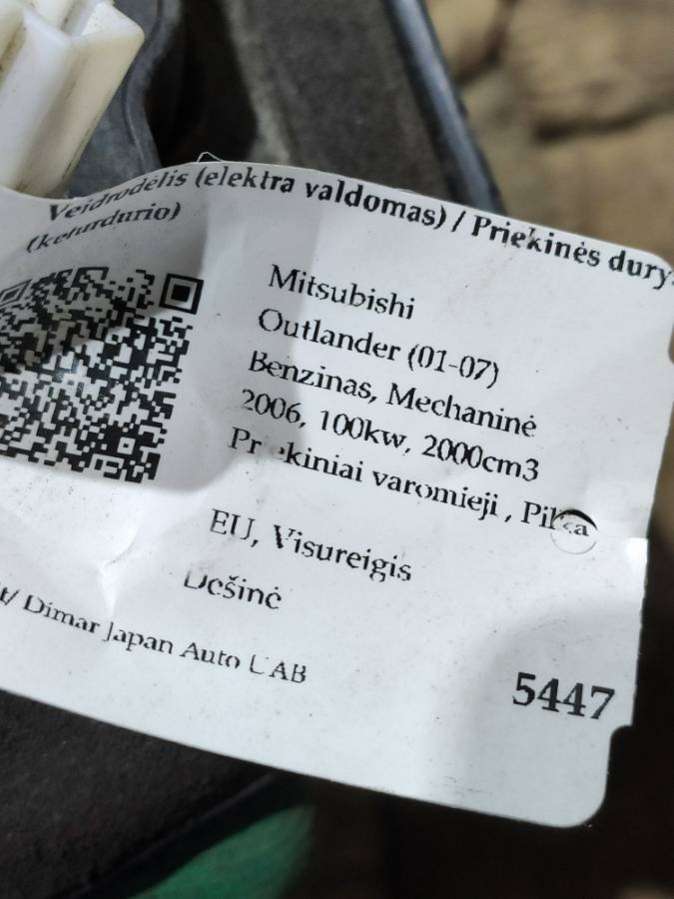 Veidrodėlis (elektra valdomas) / Priekinės dury
(keturdurio)
Mitsubishi
Outlander (01-07)
Benzinas, Mechaninė
2006, 100kw, 2000cm3
Priekiniai varomieji , Pilka
EU, Visureigis
Dešinė
t/ Dimar Japan Auto UAB
5447